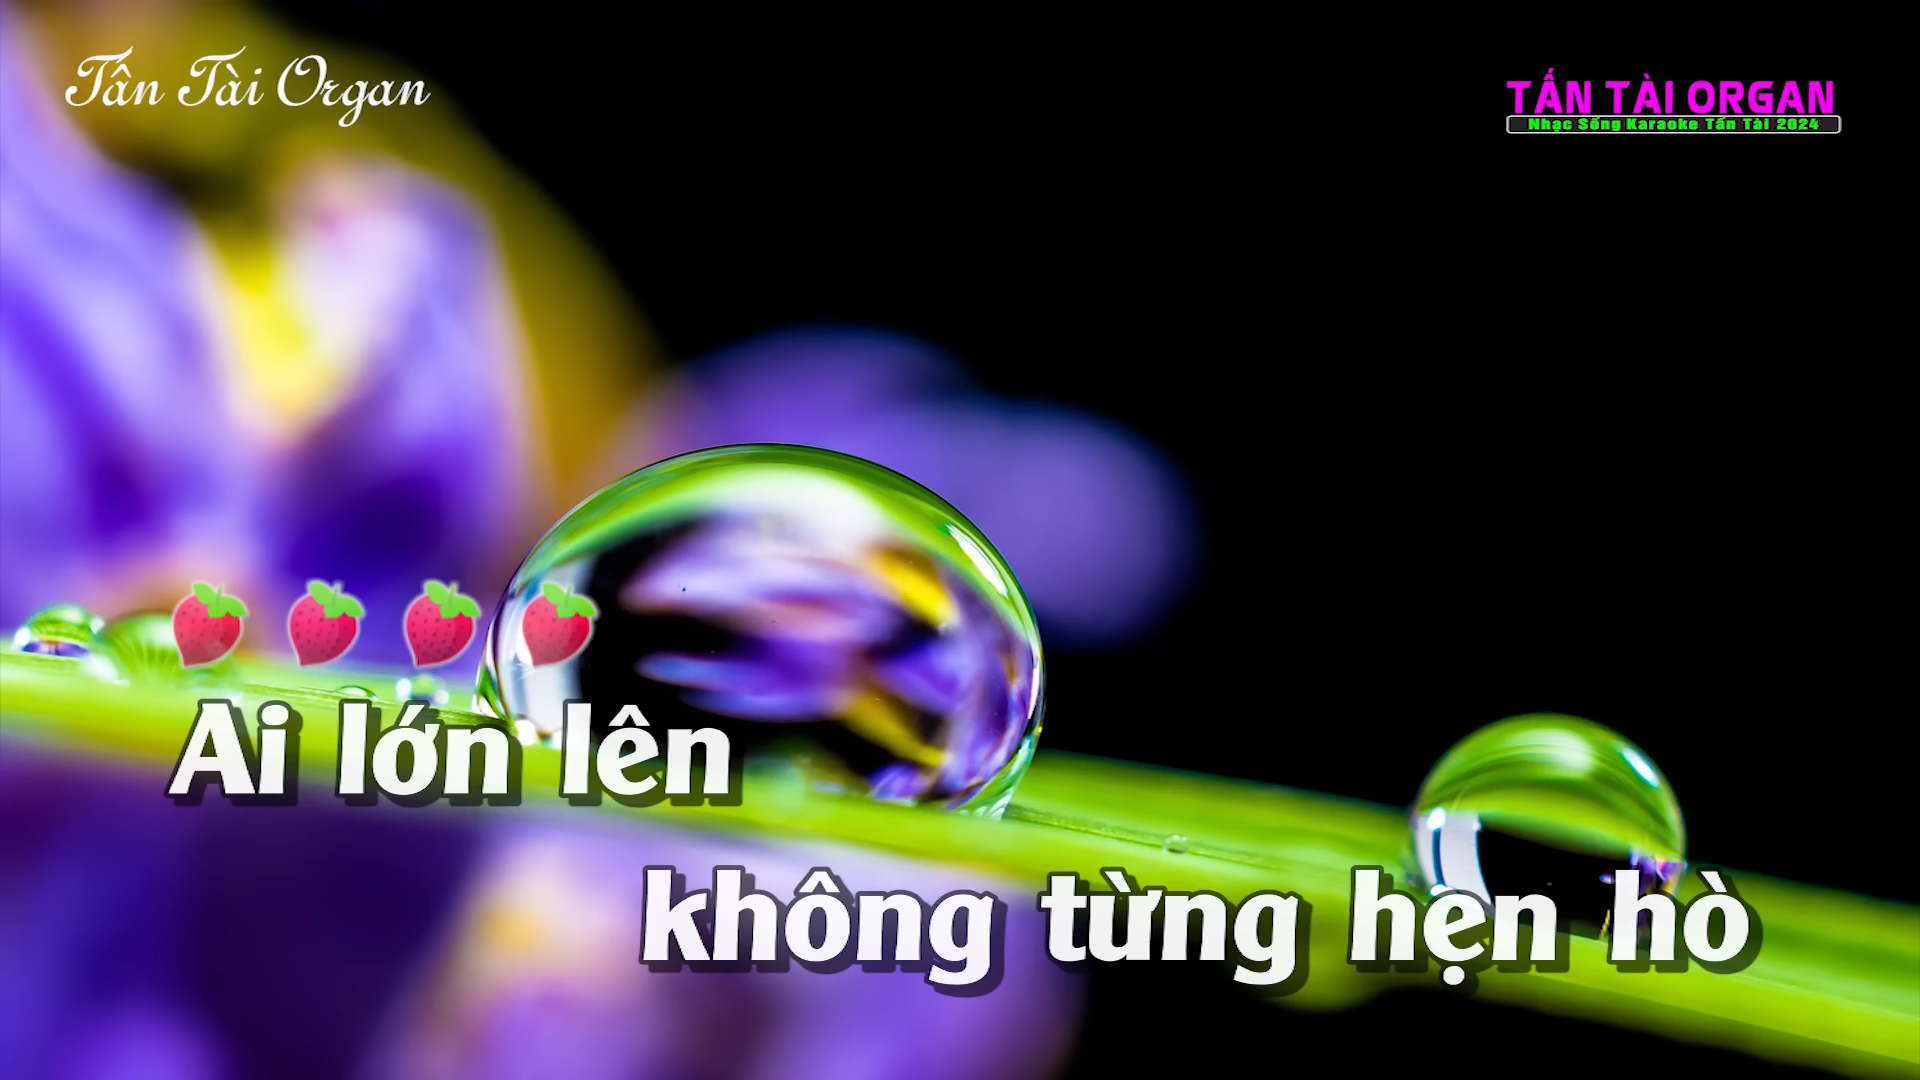 Tấn Tài Organ
TẤN TÀI ORGAN
Nhạc Sống Karaoke Tấn Tài 2024
Ai lớn lên
không từng hẹn hò